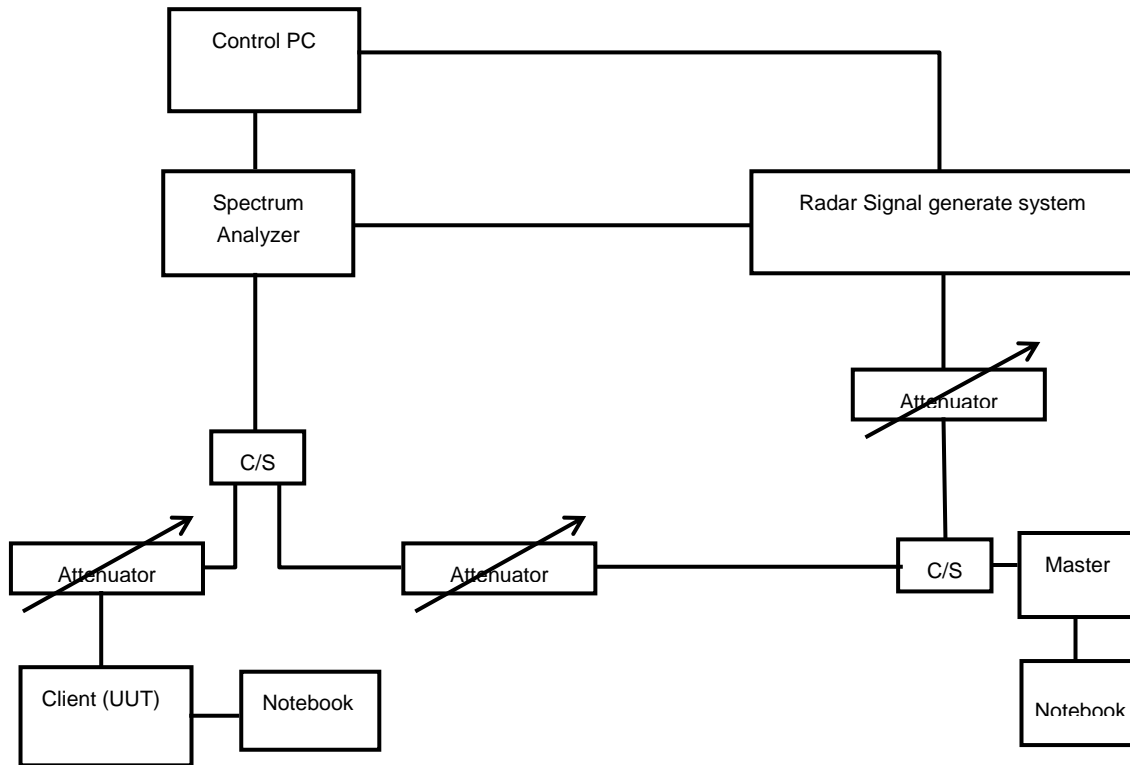 Control PC
Spectrum
Analyzer
Radar Signal generate system
Attenuator
C/S
Attenuator
Attenuator
C/S
Master
Client (UUT)
Notebook
Notebook